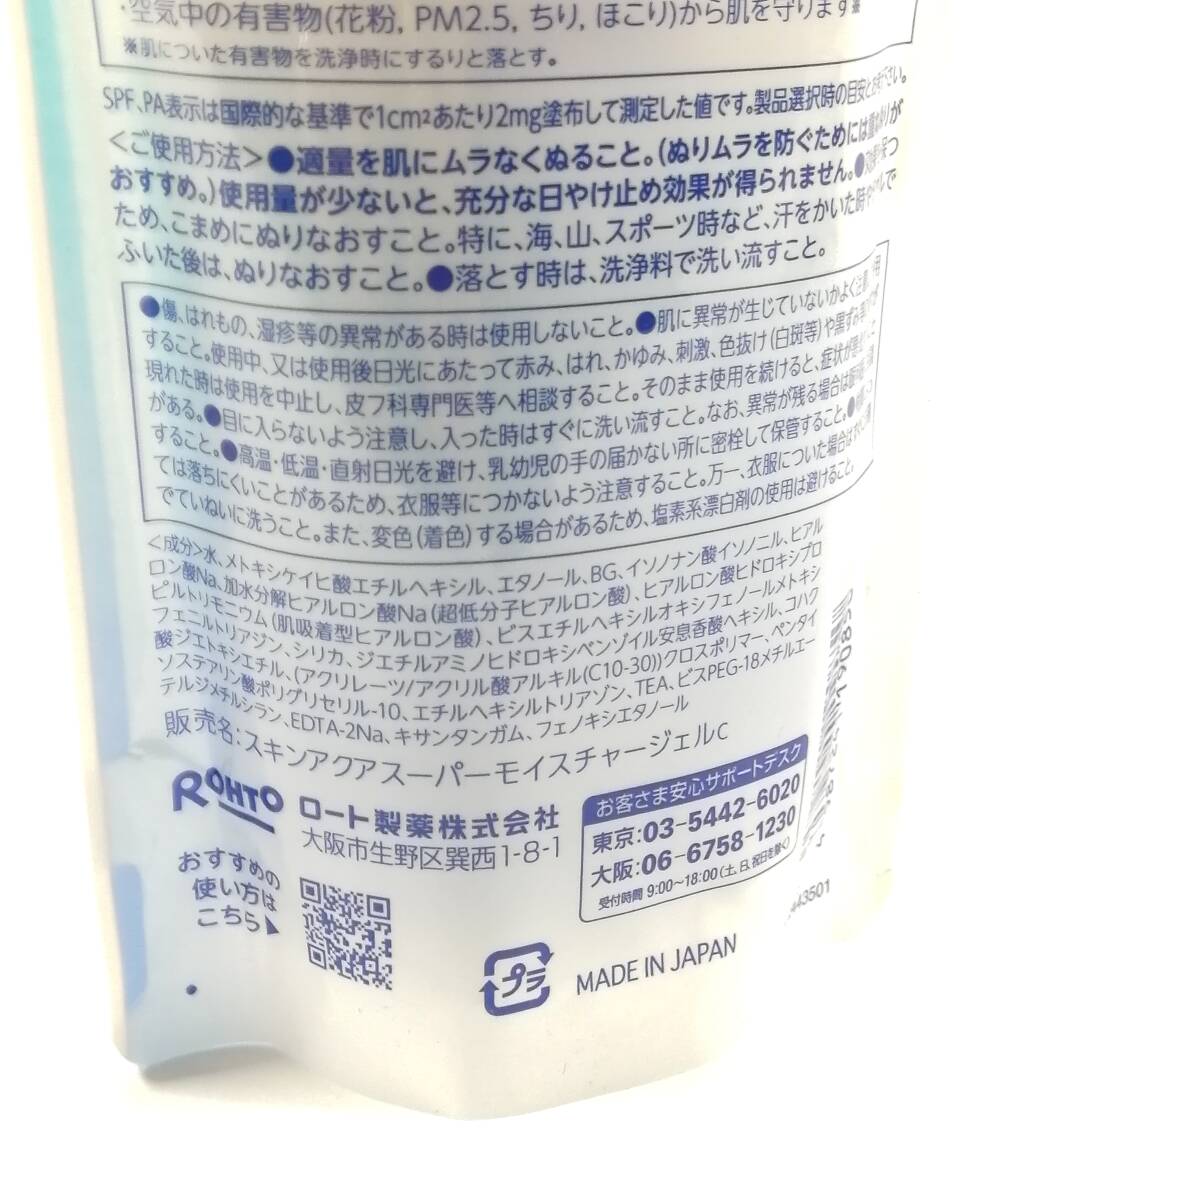 ・空気中の有害物(花粉, PM2.5, ちり, ほこり)から肌を守ります※
※肌についた有害物を洗浄時にするりと落とす。
SPF、PA表示は国際的な基準で1cm²あたり2mg塗布して測定した値です。製品選択時の目安とお考え下さい。
＜ご使用方法＞●適量を肌にムラなくぬること。(ぬりムラを防ぐためには重ねぬりが
おすすめ。)使用量が少ないと、充分な日やけ止め効果が得られません。●効果を保つ
ため、こまめにぬりなおすこと。特に、海、山、スポーツ時など、汗をかいた時やタオルで
ふいた後は、ぬりなおすこと。●落とす時は、洗浄料で洗い流すこと。
●傷、はれもの、湿疹等の異常がある時は使用しないこと。●肌に異常が生じていないかよく注意して使用
すること。使用中、又は使用後日光にあたって赤み、はれ、かゆみ、刺激、色抜け(白斑等)や黒ずみ等の異常が
現れた時は使用を中止し、皮フ科専門医等へ相談すること。そのまま使用を続けると、症状が悪化すること
がある。●目に入らないよう注意し、入った時はすぐに洗い流すこと。なお、異常が残る場合は
すること。●高温・低温・直射日光を避け、乳幼児の手の届かない所に密栓して保管すること。●
ては落ちにくいことがあるため、衣服等につかないよう注意すること。万一、衣服についた場合は
でていねいに洗うこと。また、変色(着色)する場合があるため、塩素系漂白剤の使用は避けること。
＜成分＞水、メトキシケイヒ酸エチルヘキシル、エタノール、BG、イソノナン酸イソノニル、ヒアル
ロン酸Na、加水分解ヒアルロン酸Na(超低分子ヒアルロン酸)、ヒアルロン酸ヒドロキシプロ
ピルトリモニウム(肌吸着型ヒアルロン酸)、ビスエチルヘキシルオキシフェノールメトキシ
フェニルトリアジン、シリカ、ジエチルアミノヒドロキシベンゾイル安息香酸ヘキシル、コハク
酸ジエトキシエチル、(アクリレーツ/アクリル酸アルキル(C10-30))クロスポリマー、ペンタイ
ソステアリン酸ポリグリセリル-10、エチルヘキシルトリアゾン、TEA、ビスPEG-18メチルエー
テルジメチルシラン、EDTA-2Na、キサンタンガム、フェノキシエタノール
販売名：スキンアクアスーパーモイスチャージェルc
ROHTO ロート製薬株式会社
大阪市生野区巽西1-8-1
お客さま安心サポートデスク
東京:03-5442-6020
大阪:06-6758-1230
受付時間 9:00～18:00(土、日、祝日を除く)
おすすめの
使い方は
こちら▶
プラ
MADE IN JAPAN
443501